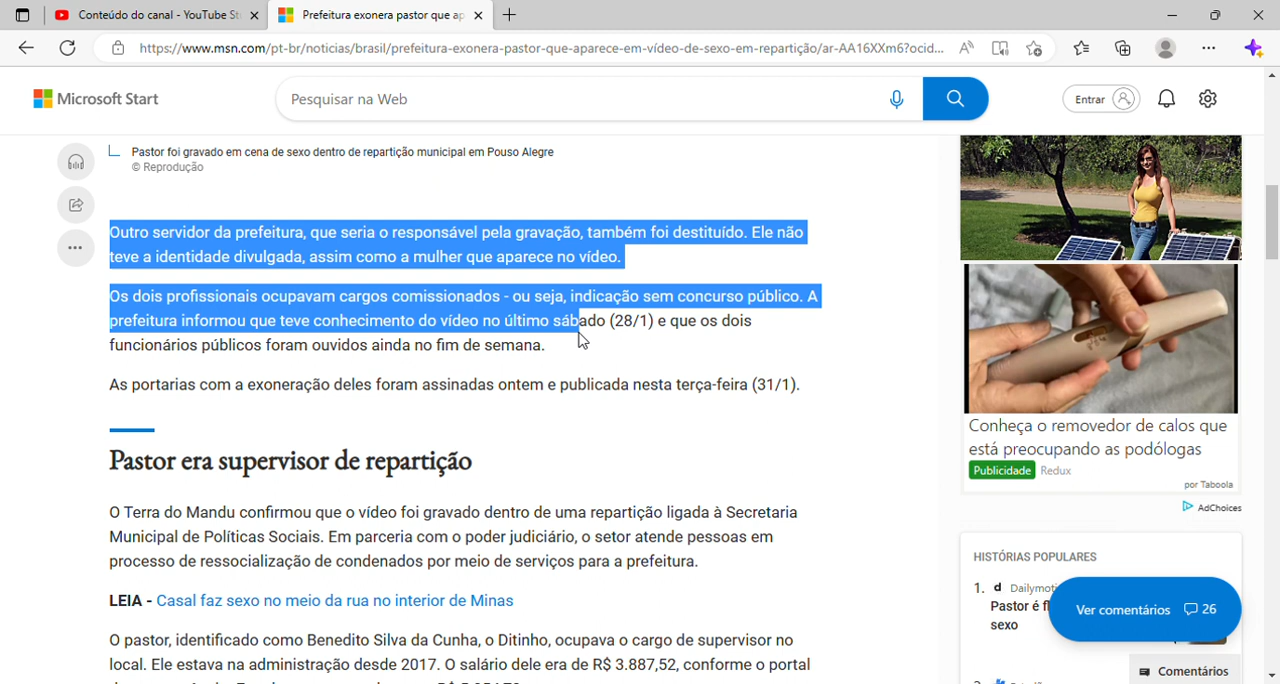 Conteúdo do canal - YouTube St
Prefeitura exonera pastor que ap
https://www.msn.com/pt-br/noticias/brasil/prefeitura-exonera-pastor-que-aparece-em-vídeo-de-sexo-em-repartição/ar-AA16XXm6?ocid...
Microsoft Start
Pesquisar na Web
Entrar
Pastor foi gravado em cena de sexo dentro de repartição municipal em Pouso Alegre
© Reprodução
Outro servidor da prefeitura, que seria o responsável pela gravação, também foi destituído. Ele não
teve a identidade divulgada, assim como a mulher que aparece no vídeo.
Os dois profissionais ocupavam cargos comissionados - ou seja, indicação sem concurso público. A
prefeitura informou que teve conhecimento do vídeo no último sábado (28/1) e que os dois
funcionários públicos foram ouvidos ainda no fim de semana.
As portarias com a exoneração deles foram assinadas ontem e publicada nesta terça-feira (31/1).
Pastor era supervisor de repartição
O Terra do Mandu confirmou que o vídeo foi gravado dentro de uma repartição ligada à Secretaria
Municipal de Políticas Sociais. Em parceria com o poder judiciário, o setor atende pessoas em
processo de ressocialização de condenados por meio de serviços para a prefeitura.
LEIA - Casal faz sexo no meio da rua no interior de Minas
O pastor, identificado como Benedito Silva da Cunha, o Ditinho, ocupava o cargo de supervisor no
local. Ele estava na administração desde 2017. O salário dele era de R$ 3.887,52, conforme o portal
Conheça o removedor de calos que
está preocupando as podólogas
Publicidade Redux
por Taboola
AdChoices
HISTÓRIAS POPULARES
1. d Dailymoti
Pastor é fl
sexo
Ver comentários 26
Comentários